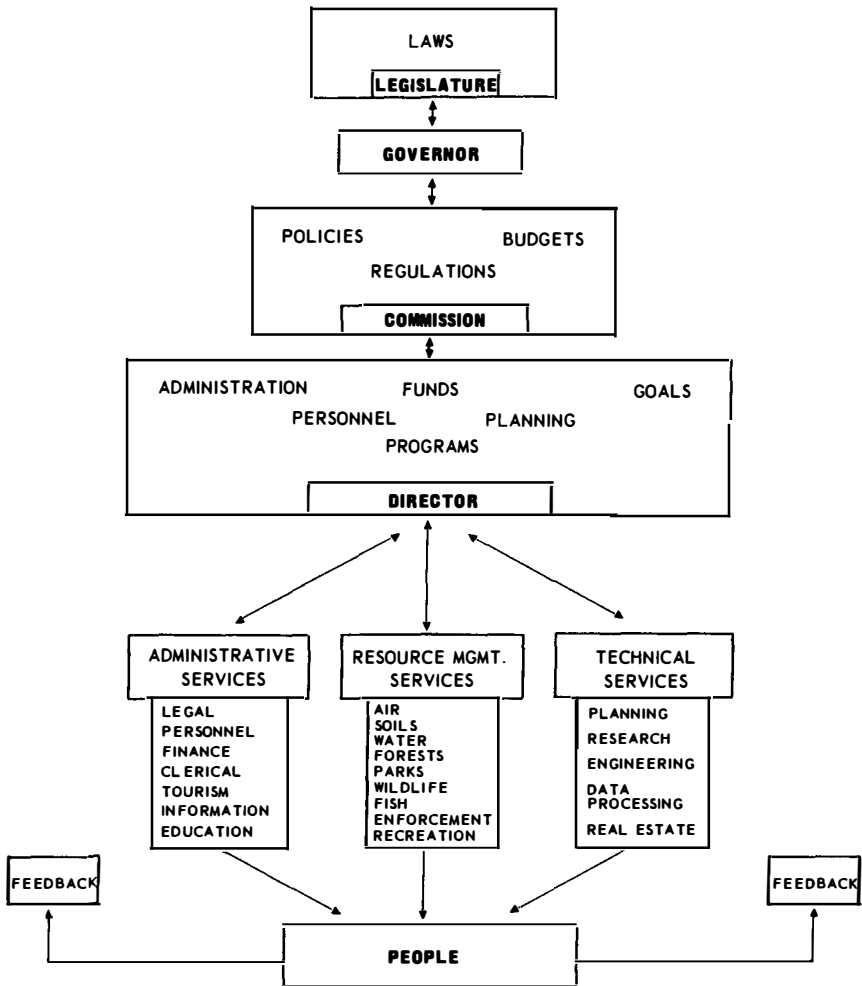 LAWS
LEGISLATURE
GOVERNOR
POLICIES BUDGETS
REGULATIONS
COMMISSION
ADMINISTRATION FUNDS GOALS
PERSONNEL PLANNING
PROGRAMS
DIRECTOR
ADMINISTRATIVE
SERVICES
LEGAL
PERSONNEL
FINANCE
CLERICAL
TOURISM
INFORMATION
EDUCATION
RESOURCE MGMT.
SERVICES
AIR
SOILS
WATER
FORESTS
PARKS
WILDLIFE
FISH
ENFORCEMENT
RECREATION
TECHNICAL
SERVICES
PLANNING
RESEARCH
ENGINEERING
DATA
PROCESSING
REAL ESTATE
FEEDBACK
FEEDBACK
PEOPLE